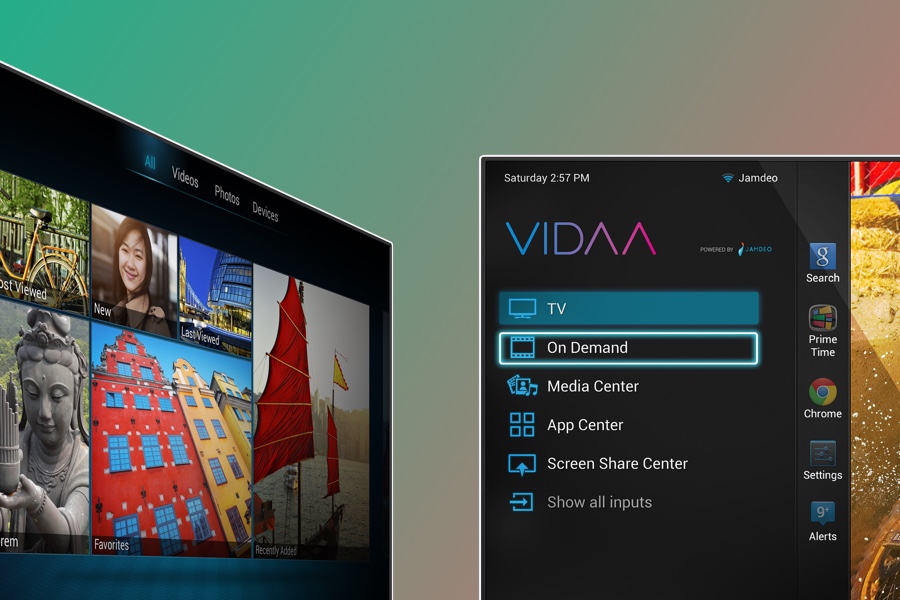 All
Videos
Photos
Devices
ost Viewed
New
Last Viewed
rem
Favorites
Recently Added
Saturday 2:57 PM
Jamdeo
VIDAA
POWERED BY JAMDEO
TV
On Demand
Media Center
App Center
Screen Share Center
Show all inputs
g
Search
Prime
Time
Chrome
Settings
9+
Alerts